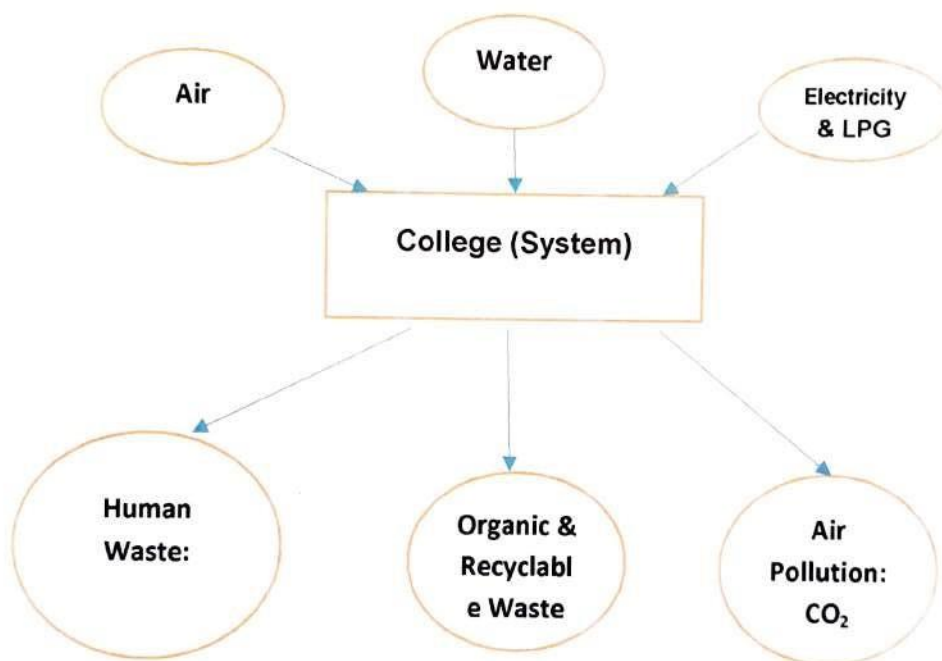 Air
Water
Electricity
& LPG
College (System)
Human
Waste:
Organic &
Recyclabl
e Waste
Air
Pollution:
CO₂